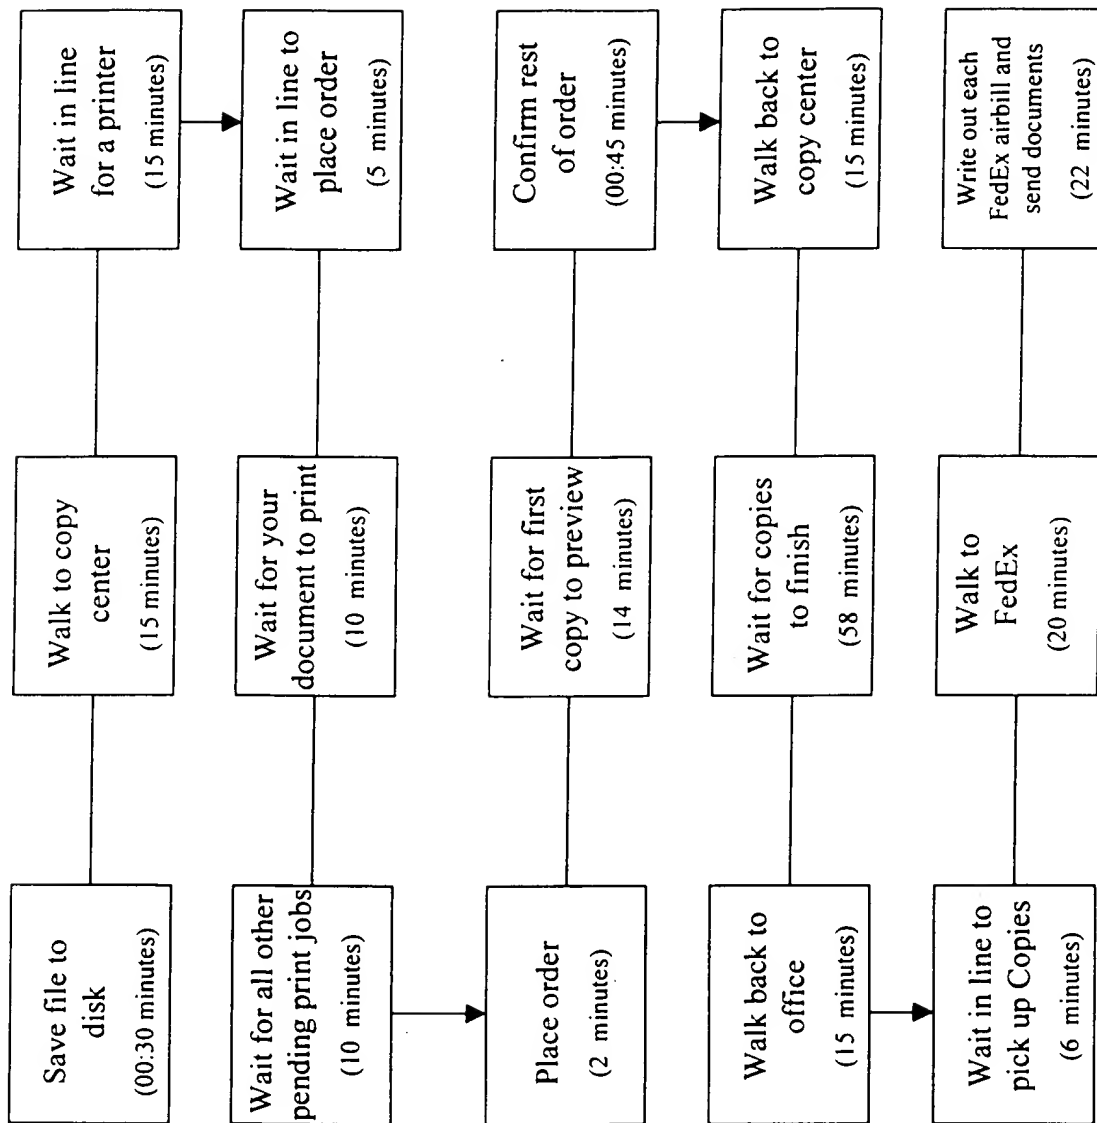 Save file to
disk
(00:30 minutes)
Walk to copy
center
(15 minutes)
Wait in line
for a printer
(15 minutes)
Wait for all other
pending print jobs
(10 minutes)
Wait for your
document to print
(10 minutes)
Wait in line to
place order
(5 minutes)
Place order
(2 minutes)
Wait for first
copy to preview
(14 minutes)
Confirm rest
of order
(00:45 minutes)
Walk back to
office
(15 minutes)
Wait for copies
to finish
(58 minutes)
Walk back to
copy center
(15 minutes)
Wait in line to
pick up Copies
(6 minutes)
Walk to
FedEx
(20 minutes)
Write out each
FedEx airbill and
send documents
(22 minutes)